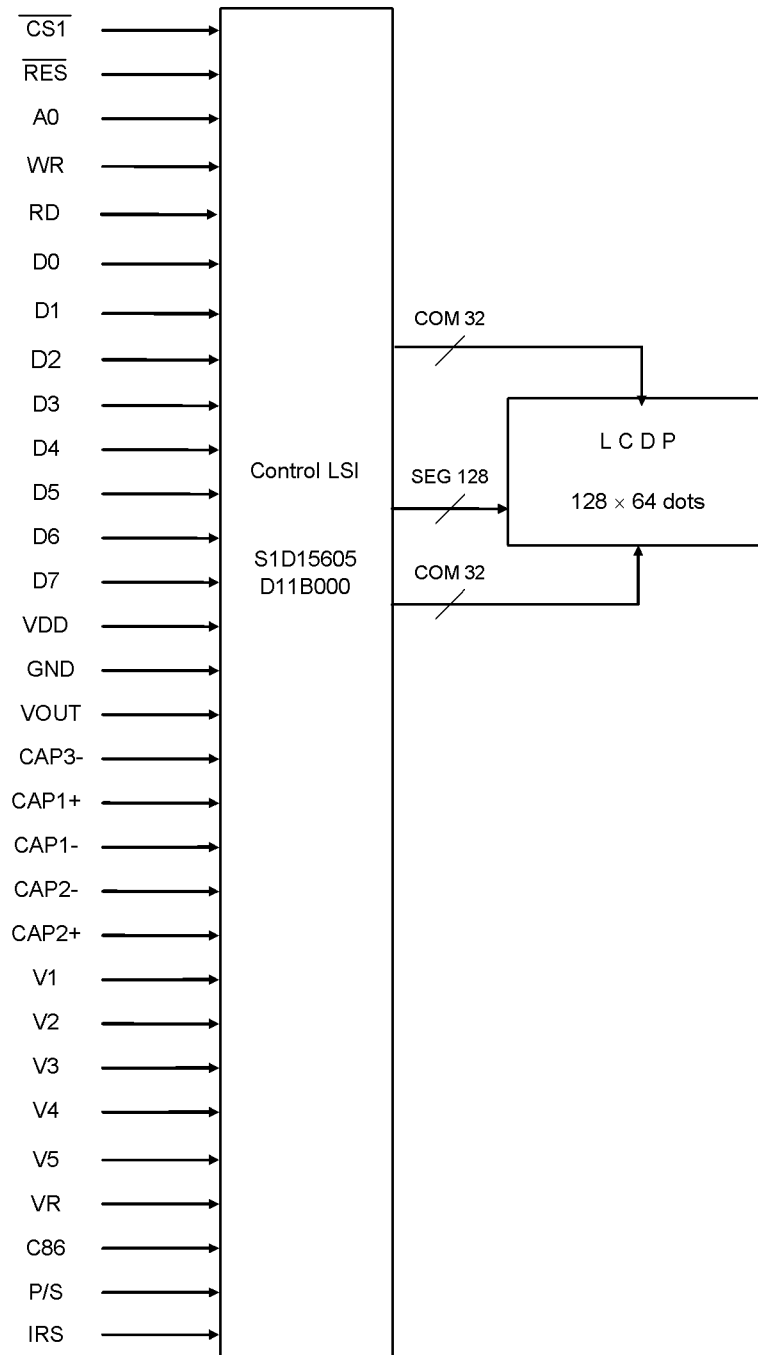 CS1
RES
A0
WR
RD
D0
D1
D2
D3
D4
D5
D6
D7
VDD
GND
VOUT
CAP3-
CAP1+
CAP1-
CAP2-
CAP2+
V1
V2
V3
V4
V5
VR
C86
P/S
IRS
Control LSI
S1D15605
D11B000
COM 32
SEG 128
COM 32
L C D P
128 × 64 dots